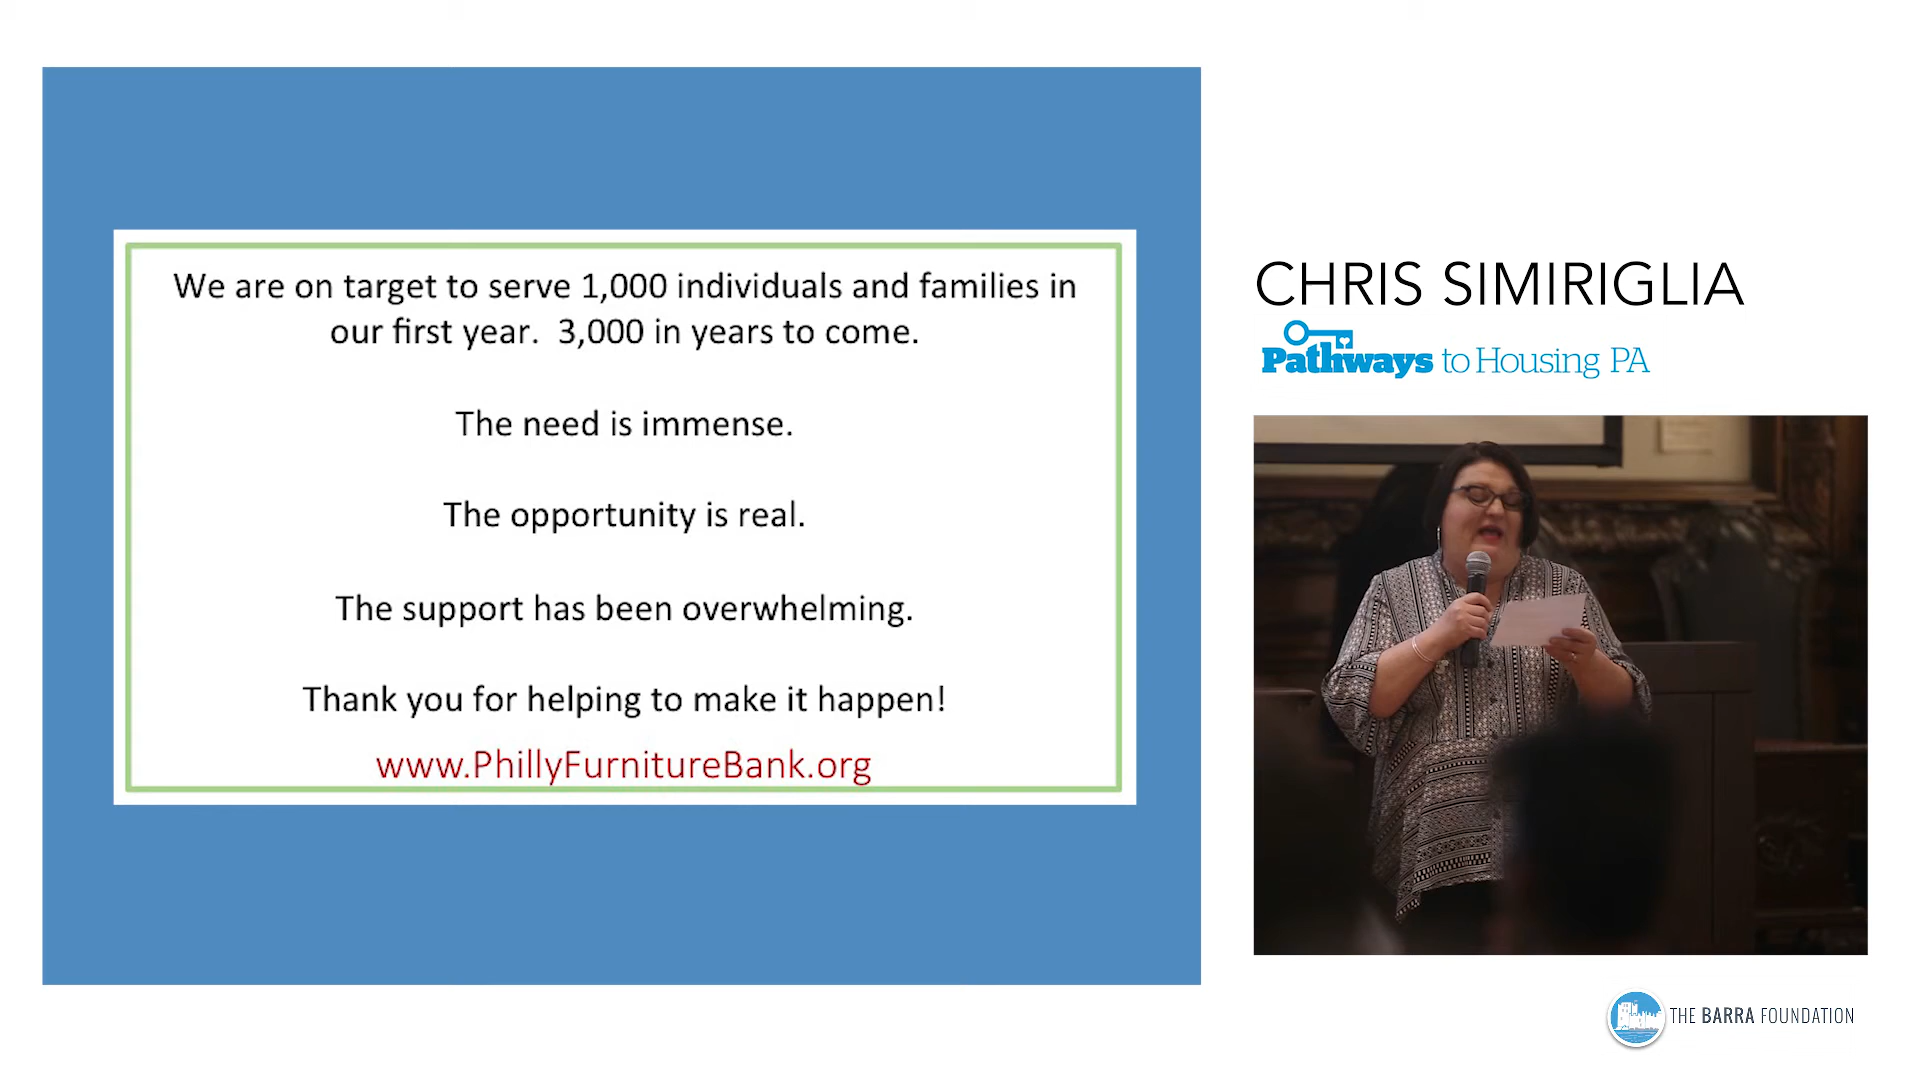 We are on target to serve 1,000 individuals and families in
our first year.  3,000 in years to come.
The need is immense.
The opportunity is real.
The support has been overwhelming.
Thank you for helping to make it happen!
www.PhillyFurnitureBank.org
CHRIS SIMIRIGLIA
Pathways to Housing PA
THE BARRA FOUNDATION